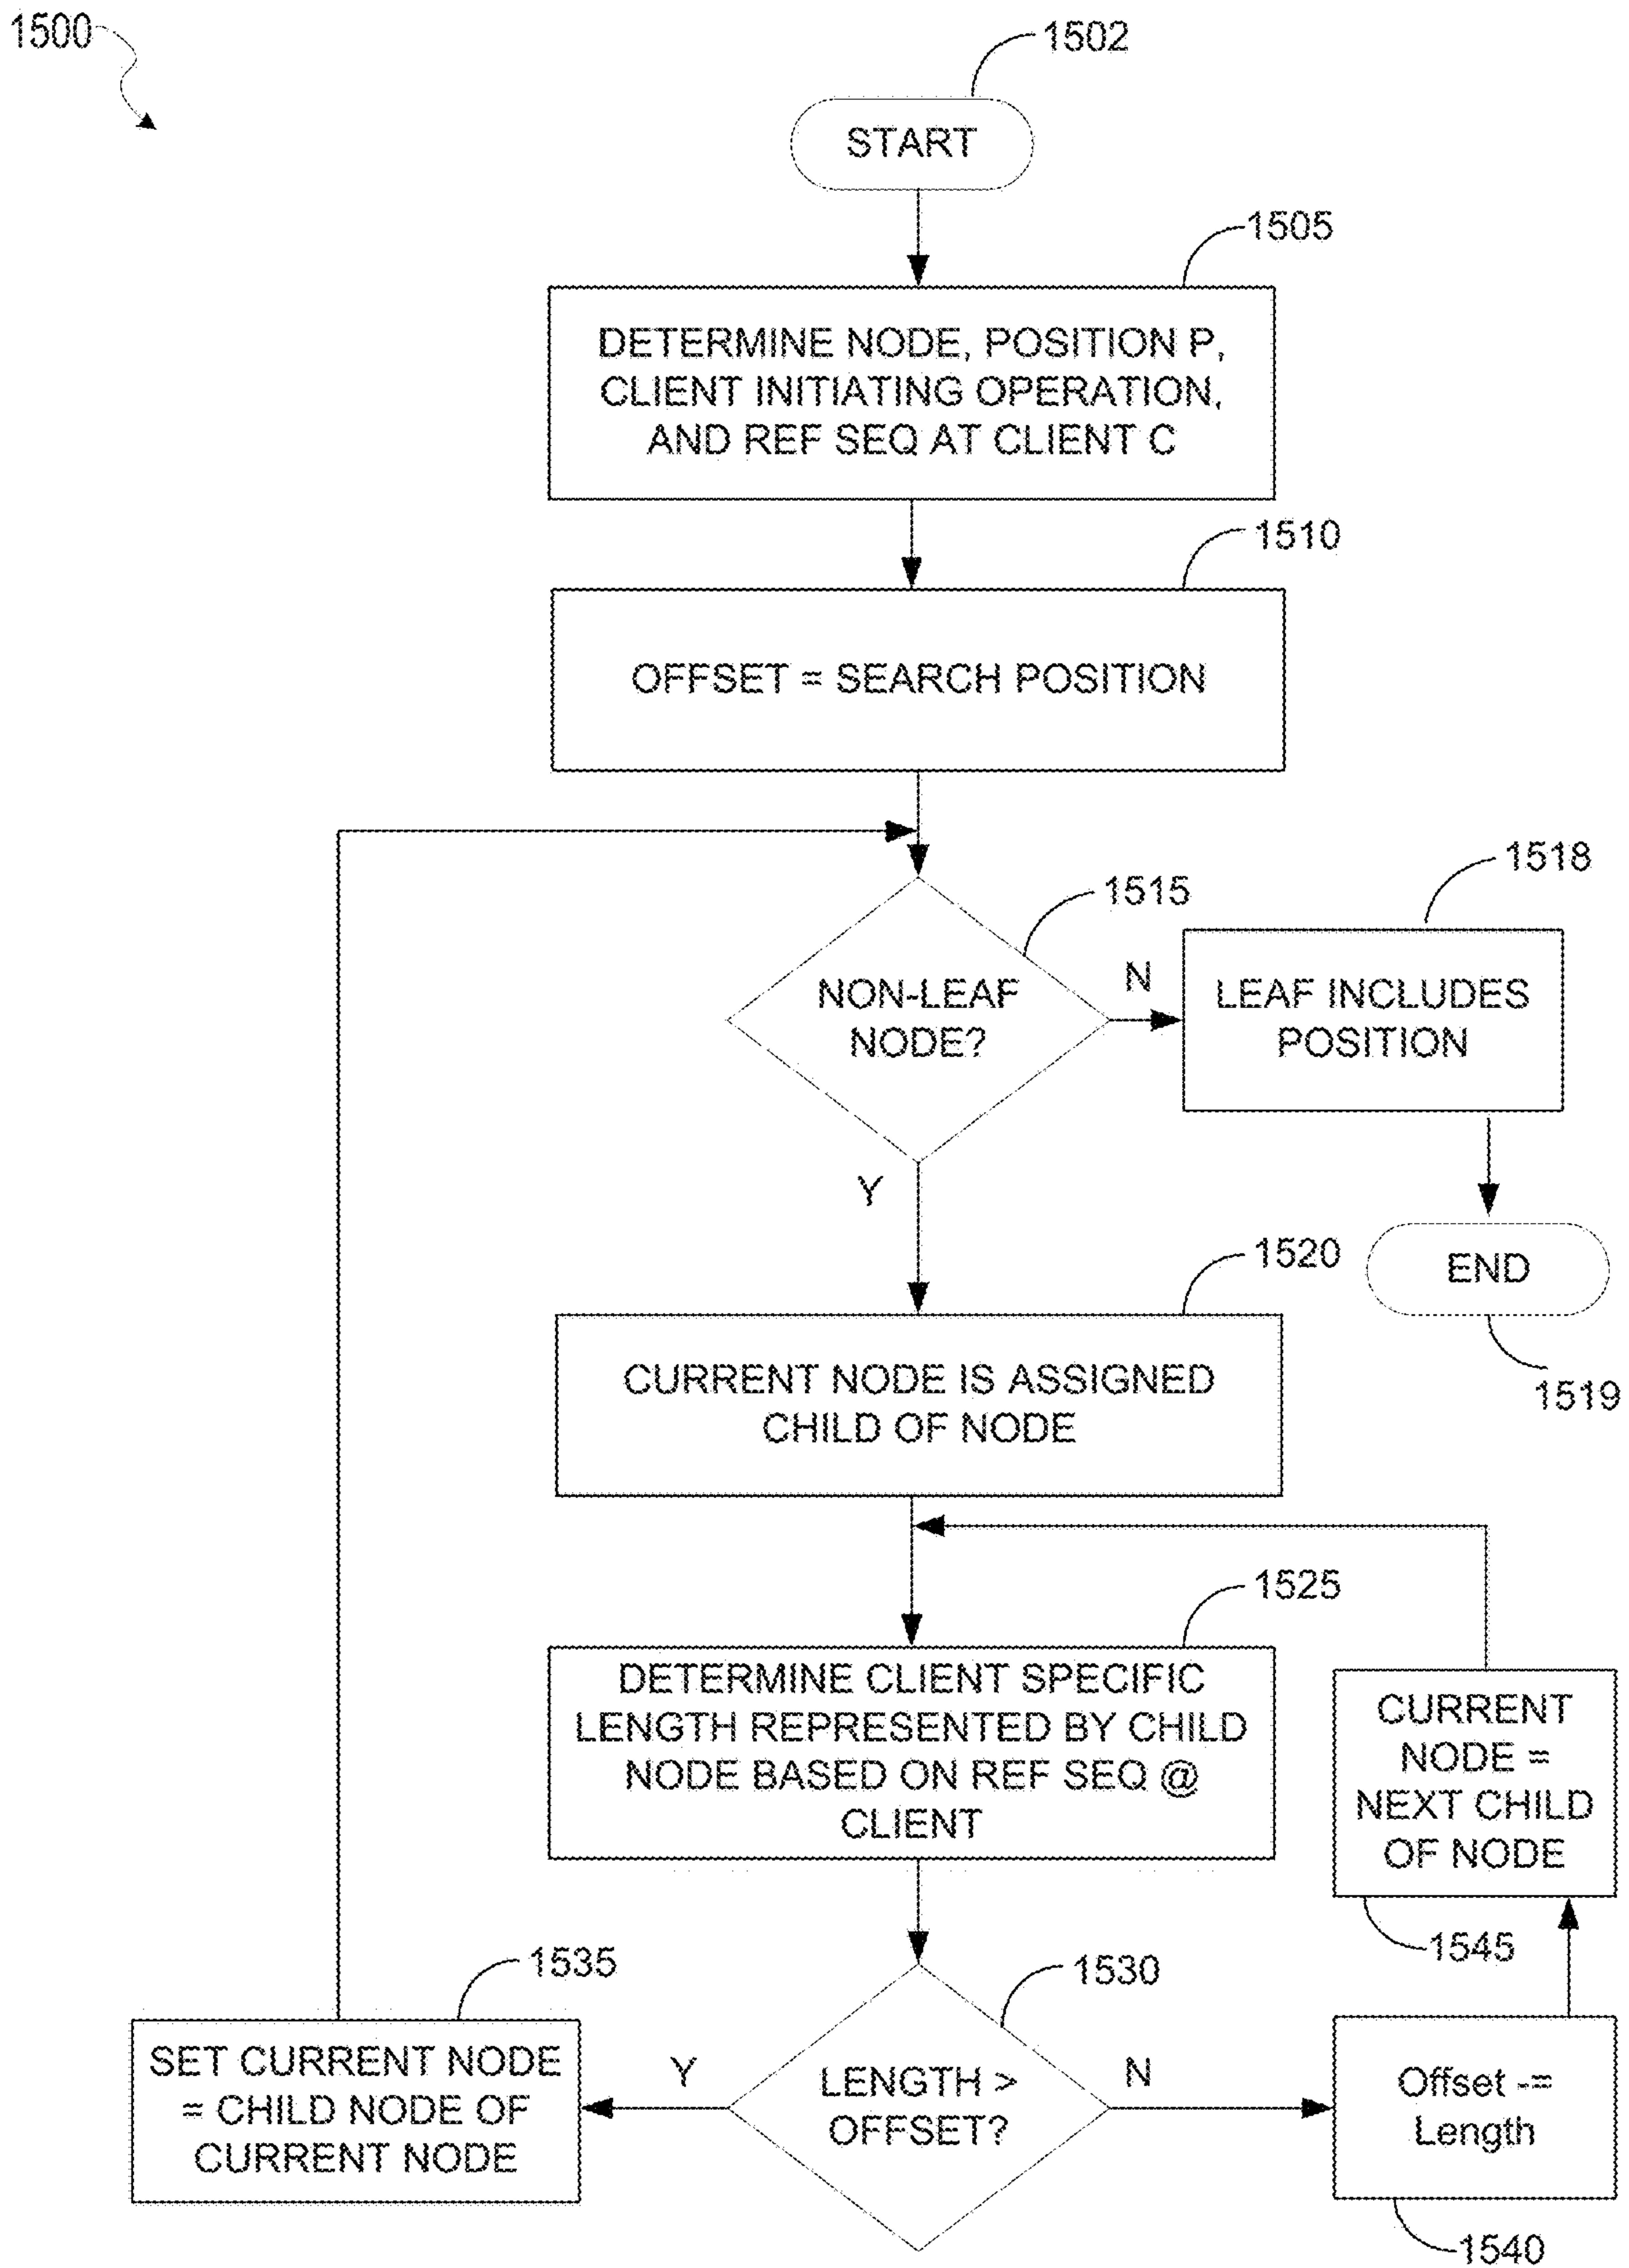 1500
1502
START
1505
DETERMINE NODE, POSITION P,
CLIENT INITIATING OPERATION,
AND REF SEQ AT CLIENT C
1510
OFFSET = SEARCH POSITION
1515
NON-LEAF
NODE?
N
1518
LEAF INCLUDES
POSITION
Y
END
1519
1520
CURRENT NODE IS ASSIGNED
CHILD OF NODE
1525
DETERMINE CLIENT SPECIFIC
LENGTH REPRESENTED BY CHILD
NODE BASED ON REF SEQ @
CLIENT
CURRENT
NODE =
NEXT CHILD
OF NODE
1545
1530
LENGTH >
OFFSET?
Y
1535
SET CURRENT NODE
= CHILD NODE OF
CURRENT NODE
N
Offset -=
Length
1540